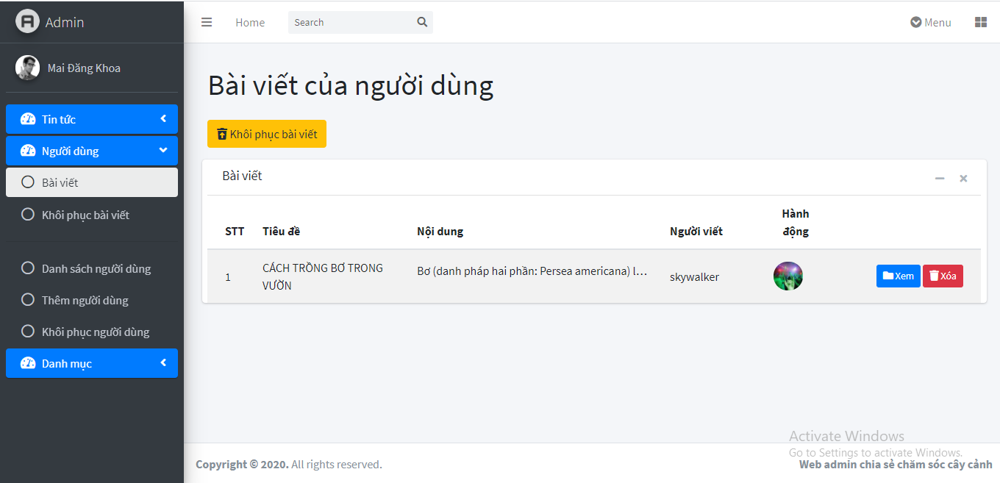 Admin
Home
Search
Menu
Mai Đăng Khoa
Tin tức
Người dùng
Bài viết
Khôi phục bài viết
Danh sách người dùng
Thêm người dùng
Khôi phục người dùng
Danh mục
Bài viết của người dùng
Khôi phục bài viết
Bài viết
STT Tiêu đề Nội dung Người viết Hành động
1 CÁCH TRỒNG BƠ TRONG VƯỜN Bơ (danh pháp hai phần: Persea americana) l... skywalker Xem Xóa
Activate Windows
Go to Settings to activate Windows.
Copyright © 2020. All rights reserved.
Web admin chia sẻ chăm sóc cây cảnh